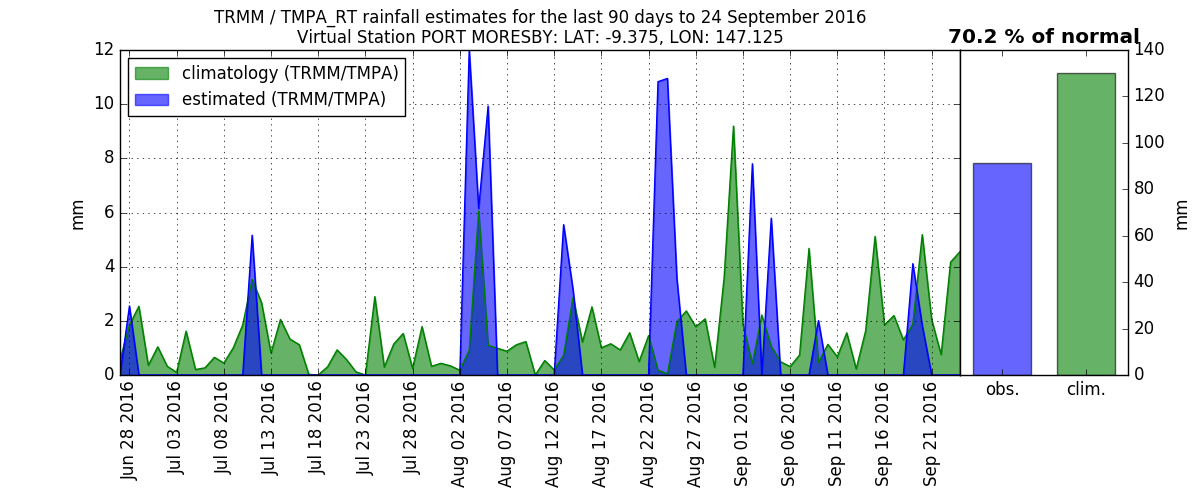 TRMM / TMPA_RT rainfall estimates for the last 90 days to 24 September 2016
Virtual Station PORT MORESBY: LAT: -9.375, LON: 147.125
70.2 % of normal
climatology (TRMM/TMPA)
estimated (TRMM/TMPA)
12
10
8
6
4
2
0
mm
140
120
100
80
60
40
20
0
mm
Jun 28 2016
Jul 03 2016
Jul 08 2016
Jul 13 2016
Jul 18 2016
Jul 23 2016
Jul 28 2016
Aug 02 2016
Aug 07 2016
Aug 12 2016
Aug 17 2016
Aug 22 2016
Aug 27 2016
Sep 01 2016
Sep 06 2016
Sep 11 2016
Sep 16 2016
Sep 21 2016
obs.
clim.